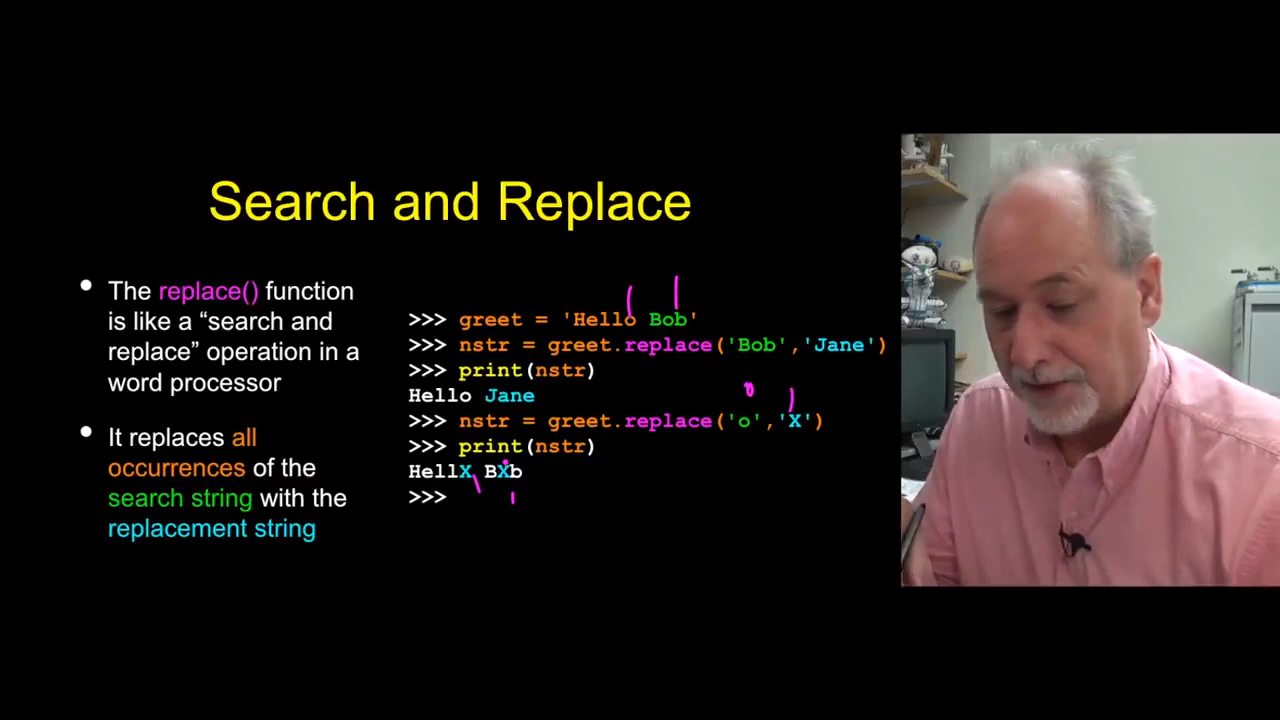 Search and Replace
• The replace() function
is like a “search and
replace” operation in a
word processor
• It replaces all
occurrences of the
search string with the
replacement string
>>> greet = 'Hello Bob'
>>> nstr = greet.replace('Bob','Jane')
>>> print(nstr)
Hello Jane
>>> nstr = greet.replace('o','X')
>>> print(nstr)
HellX BXb
>>>